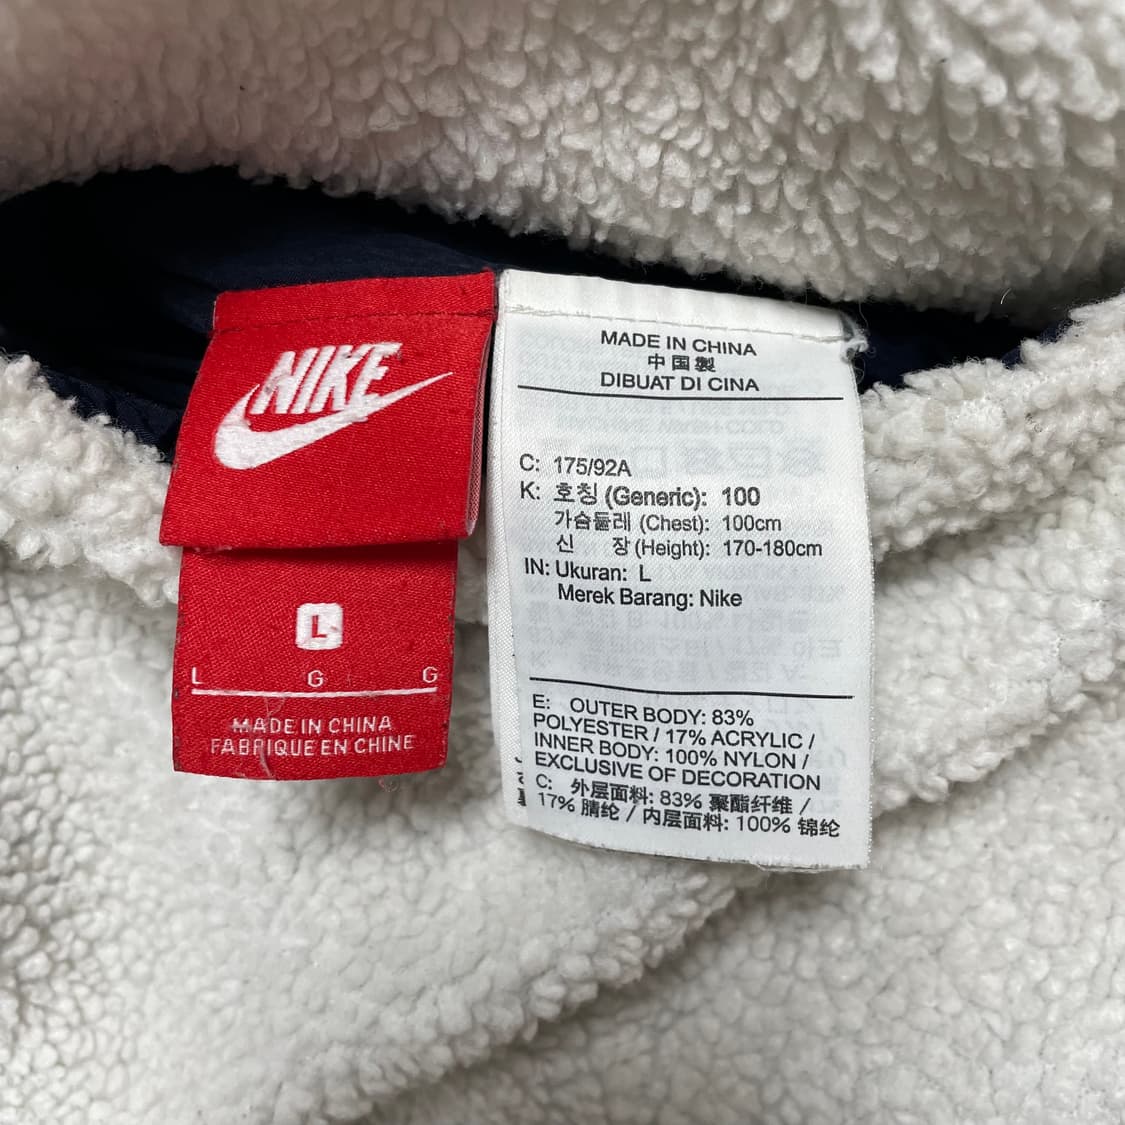 NIKE
L
L G G
MADE IN CHINA
FABRIQUE EN CHINE
MADE IN CHINA
中国製
DIBUAT DI CINA
C: 175/92A
K: 호칭 (Generic): 100
가슴둘레 (Chest): 100cm
신 장 (Height): 170-180cm
IN: Ukuran: L
Merek Barang: Nike
E: OUTER BODY: 83%
POLYESTER / 17% ACRYLIC /
INNER BODY: 100% NYLON /
EXCLUSIVE OF DECORATION
C: 外层面料: 83% 聚酯纤维 /
17% 腈纶 / 内层面料: 100% 锦纶